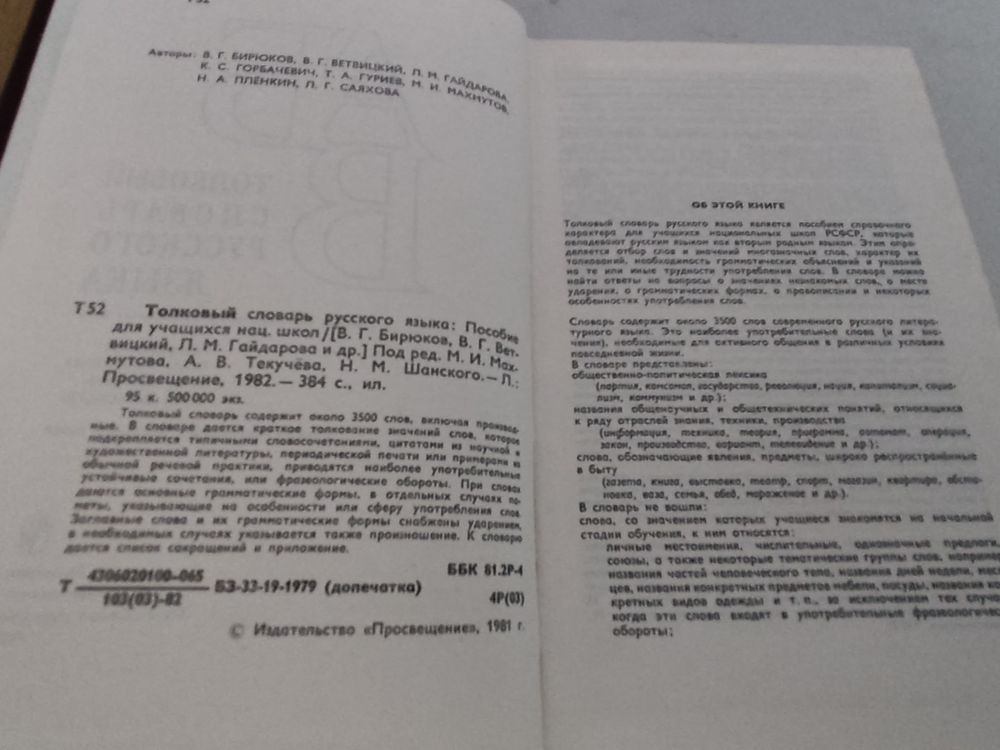 Т52
Авторы: В. Г. БИРЮКОВ, В. Г. ВЕТВИЦКИЙ, Л. М. ГАЙДАРОВА,
К. С. ГОРБАЧЕВИЧ, Т. А. ГУРИЕВ, М. И. МАХМУТОВ,
Н. А. ПЛЁНКИН, Л. Г. САЯХОВА
Т52 Толковый словарь русского языка: Пособие
для учащихся нац. школ/[В. Г. Бирюков, В. Г. Вет-
вицкий, Л. М. Гайдарова и др.] Под ред. М. И. Мах-
мутова, А. В. Текучёва, Н. М. Шанского.— Л.:
Просвещение, 1982.— 384 с., ил.
95 к. 500 000 экз.
Толковый словарь содержит около 3500 слов, включая производ-
ные. В словаре дается краткое толкование значений слов, которое
подкрепляется типичными словосочетаниями, цитатами из научной и
художественной литературы, периодической печати или примерами из
обычной речевой практики, приводятся наиболее употребительные
устойчивые сочетания, или фразеологические обороты. При словах
даются основные грамматические формы, в отдельных случаях по-
меты, указывающие на особенности или сферу употребления слов.
Заглавные слова и их грамматические формы снабжены ударением,
в необходимых случаях указывается также произношение. К словарю
дается список сокращений и приложение.
Т 4306020100—065
103(03)—82
БЗ—33—19—1979 (допечатка)
ББК 81.2Р-4
4Р(03)
© Издательство «Просвещение», 1981 г.
ОБ ЭТОЙ КНИГЕ
Толковый словарь русского языка является пособием справочного
характера для учащихся национальных школ РСФСР, которые
овладевают русским языком как вторым родным языком. Этим опре-
деляется отбор слов и значений многозначных слов, характер их
толкований, необходимость грамматических объяснений и указаний
на те или иные трудности употребления слов. В словаре можно
найти ответы на вопросы о значениях незнакомых слов, о месте
ударения, о грамматических формах, о правописании и некоторых
особенностях употребления слов.
Словарь содержит около 3500 слов современного русского литера-
турного языка. Это наиболее употребительные слова (и их зна-
чения), необходимые для активного общения в различных условиях
повседневной жизни.
В словаре представлены:
общественно-политическая лексика
(партия, комсомол, государство, революция, нация, капитализм, социа-
лизм, коммунизм и др.);
названия общенаучных и общетехнических понятий, относящихся
к ряду отраслей знания, техники, производства
(информация, техника, теория, программа, автомат, операция,
закон, производство, вариант, телевидение и др.);
слова, обозначающие явления, предметы, широко распространённые
в быту
(газета, книга, выставка, театр, спорт, магазин, квартира, обста-
новка, ваза, семья, обед, мороженое и др.).
В словарь не вошли:
слова, со значением которых учащиеся знакомятся на начальной
стадии обучения, к ним относятся:
личные местоимения, числительные, однозначные предлоги,
союзы, а также некоторые тематические группы слов, например
названия частей человеческого тела, названия дней недели, меся-
цев, названия конкретных предметов мебели, посуды, названия кон-
кретных видов одежды и т. п., за исключением тех случаев,
когда эти слова входят в употребительные фразеологические
обороты;